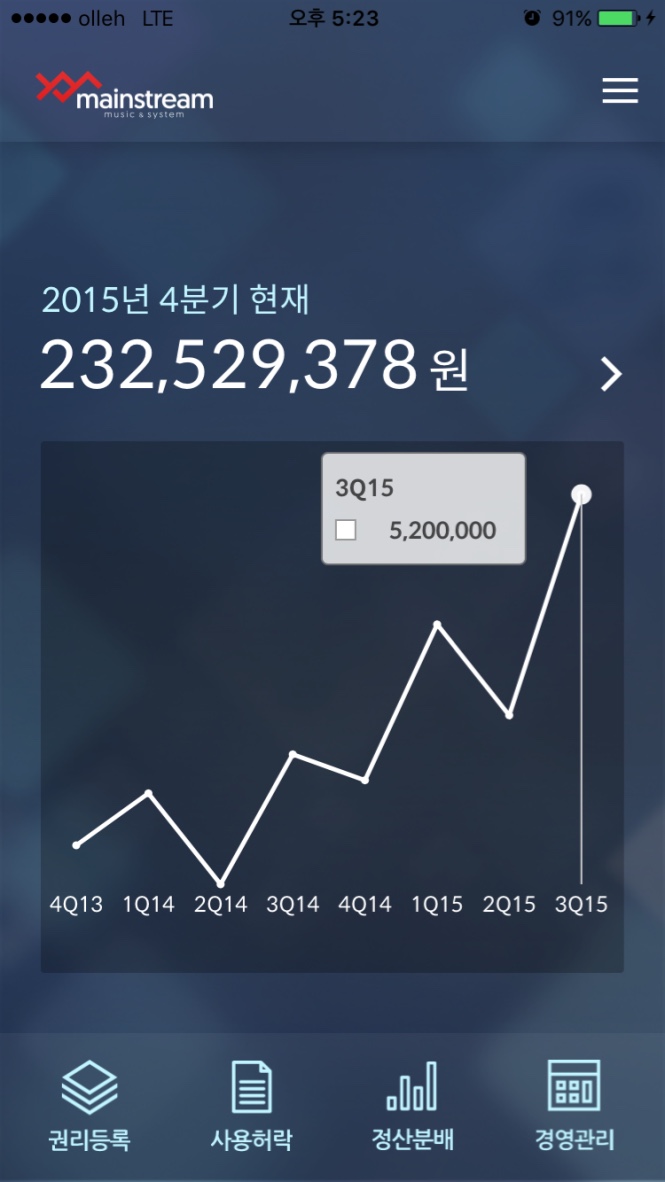 olleh LTE 오후 5:23 91%
mainstream
music & system
2015년 4분기 현재
232,529,378 원
3Q15
5,200,000
4Q13 1Q14 2Q14 3Q14 4Q14 1Q15 2Q15 3Q15
권리등록 사용허락 정산분배 경영관리